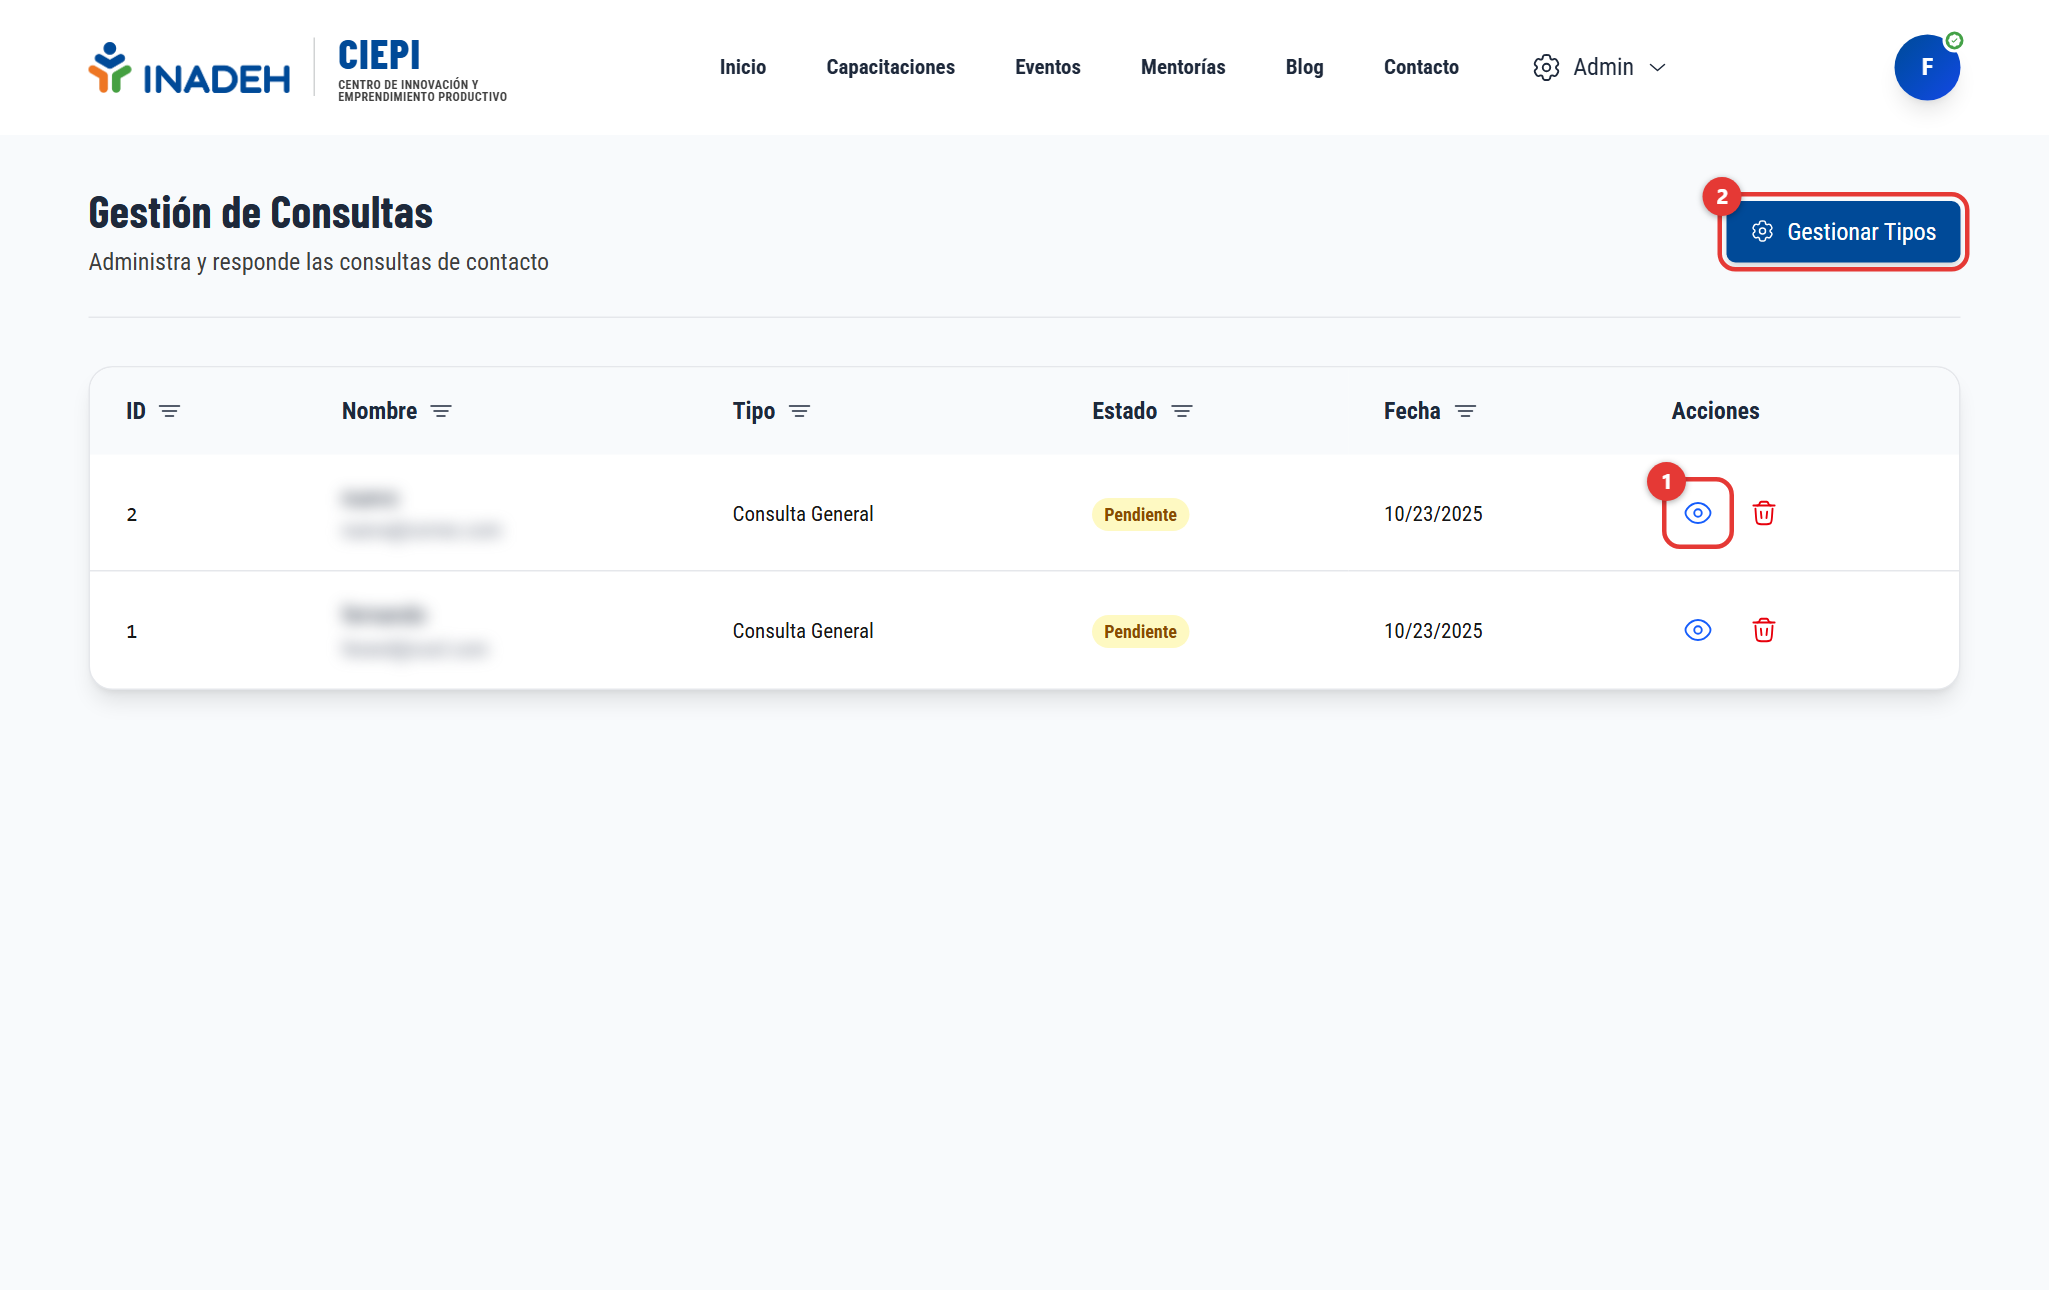 INADEH
CIEPI
CENTRO DE INNOVACIÓN Y
EMPRENDIMIENTO PRODUCTIVO
Inicio
Capacitaciones
Eventos
Mentorías
Blog
Contacto
Admin
F
Gestión de Consultas
Administra y responde las consultas de contacto
2
Gestionar Tipos
ID
Nombre
Tipo
Estado
Fecha
Acciones
2
Consulta General
Pendiente
10/23/2025
1
1
Consulta General
Pendiente
10/23/2025